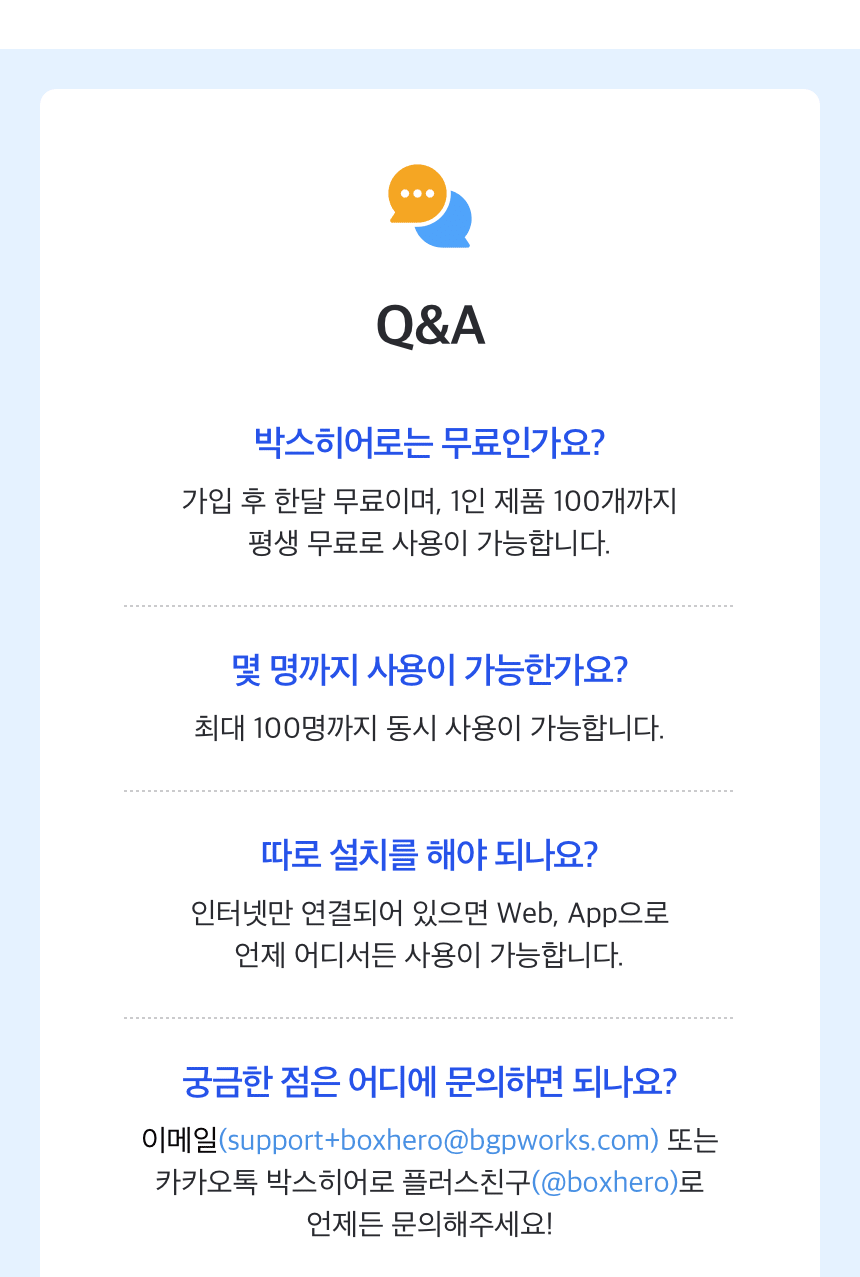 Q&A
박스히어로는 무료인가요?
가입 후 한달 무료이며, 1인 제품 100개까지
평생 무료로 사용이 가능합니다.
몇 명까지 사용이 가능한가요?
최대 100명까지 동시 사용이 가능합니다.
따로 설치를 해야 되나요?
인터넷만 연결되어 있으면 Web, App으로
언제 어디서든 사용이 가능합니다.
궁금한 점은 어디에 문의하면 되나요?
이메일(support+boxhero@bgpworks.com) 또는
카카오톡 박스히어로 플러스친구(@boxhero)로
언제든 문의해주세요!